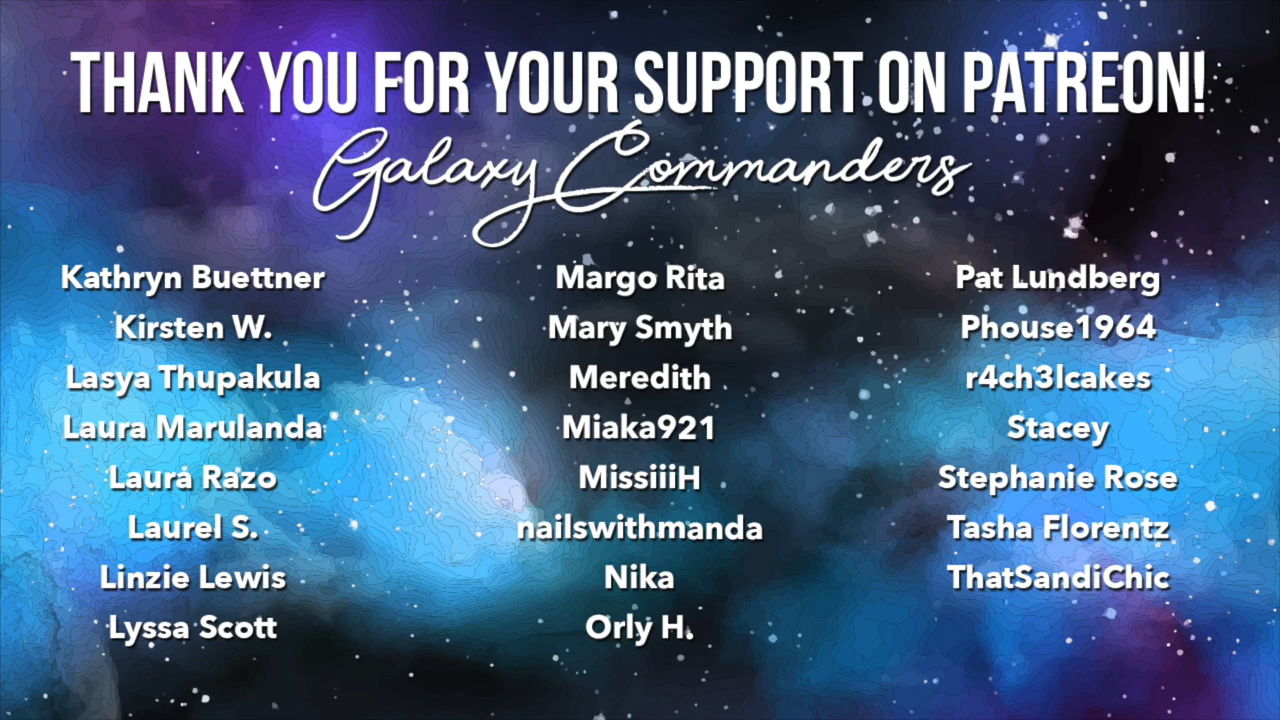 THANK YOU FOR YOUR SUPPORT ON PATREON!
Galaxy Commanders
Kathryn Buettner
Kirsten W.
Lasya Thupakula
Laura Marulanda
Laura Razo
Laurel S.
Linzie Lewis
Lyssa Scott
Margo Rita
Mary Smyth
Meredith
Miaka921
MissiiiH
nailswithmanda
Nika
Orly H.
Pat Lundberg
Phouse1964
r4ch3lcakes
Stacey
Stephanie Rose
Tasha Florentz
ThatSandiChic